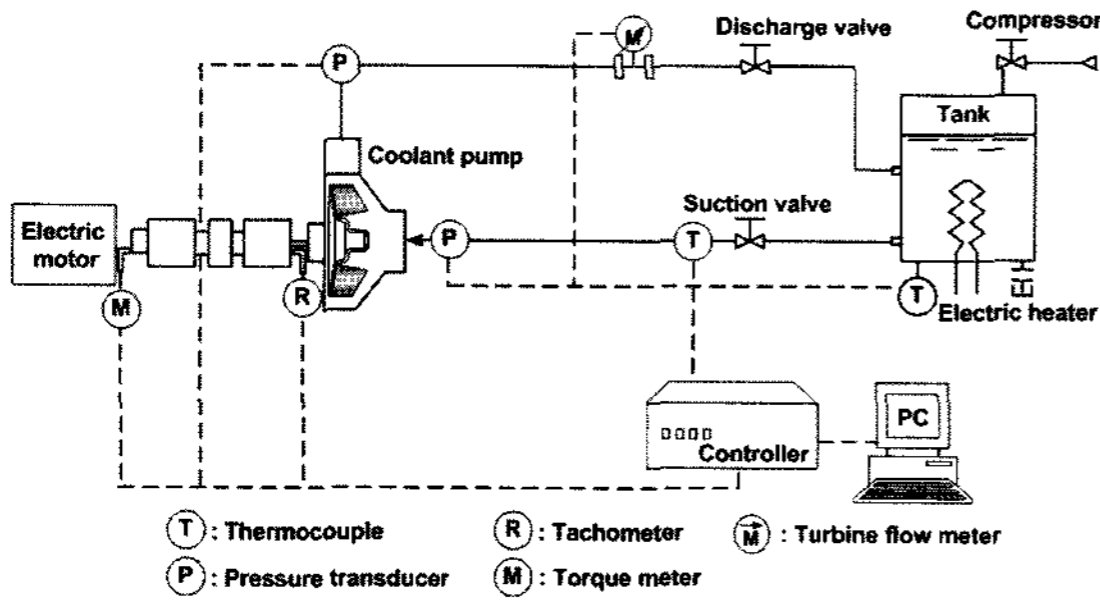 Compressor
Discharge valve
M
P
Tank
Coolant pump
Suction valve
Electric
motor
P
T
M
R
T
Electric heater
PC
Controller
T : Thermocouple
R : Tachometer
M : Turbine flow meter
P : Pressure transducer
M : Torque meter